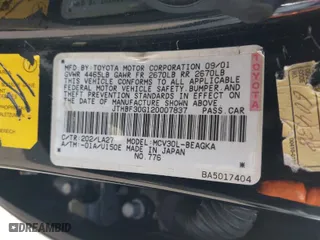 MFD. BY TOYOTA MOTOR CORPORATION 09/01
GVWR 4465LB GAWR FR 2670LB RR 2670LB
THIS VEHICLE CONFORMS TO ALL APPLICABLE
FEDERAL MOTOR VEHICLE SAFETY, BUMPER, AND
THEFT PREVENTION STANDARDS IN EFFECT ON
THE DATE OF MANUFACTURE SHOWN ABOVE.
JTHBF30G120007837 PASS.CAR
C/TR: 202/LA27 MODEL: MCV30L-BEAGKA
A/TM: -01A/U150E MADE IN JAPAN
NO. 776
BA5017404
TOYOTA